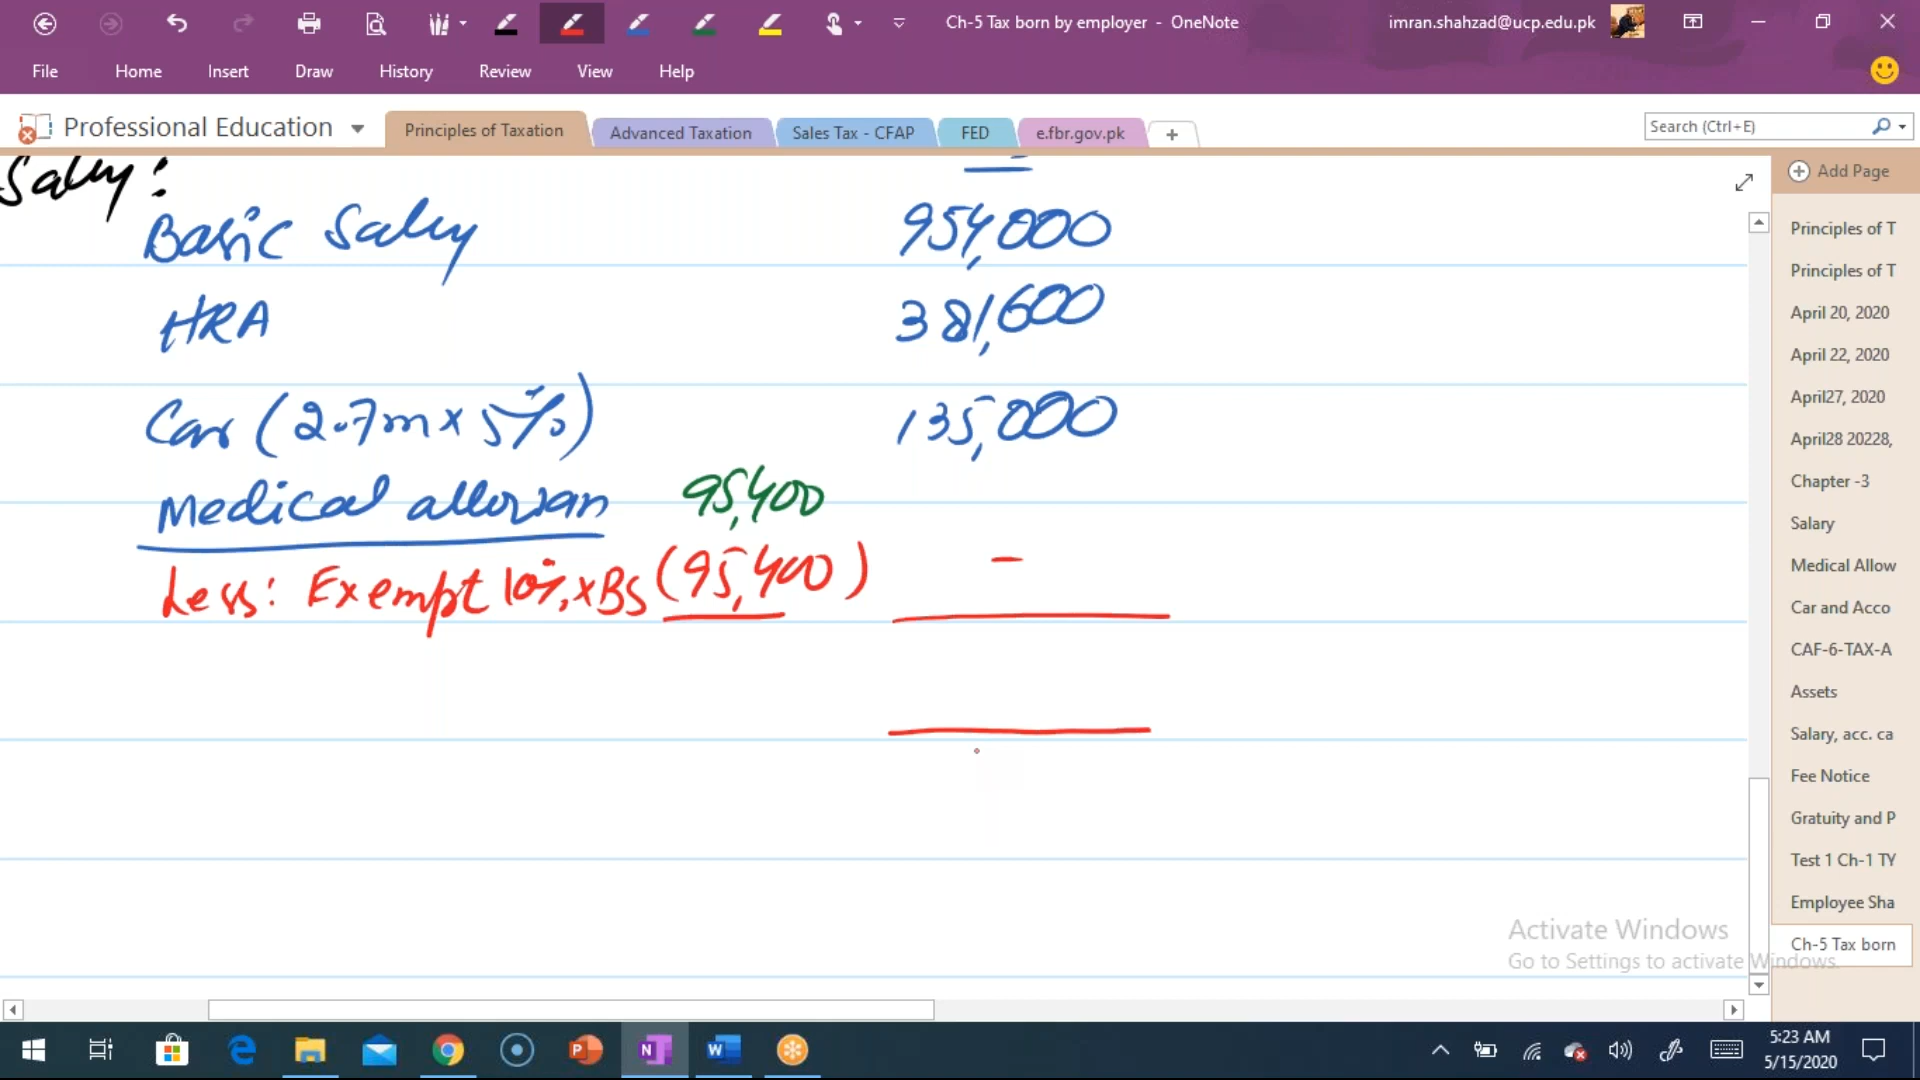 Ch-5 Tax born by employer - OneNote
imran.shahzad@ucp.edu.pk
File Home Insert Draw History Review View Help
Professional Education
Principles of Taxation
Advanced Taxation
Sales Tax - CFAP
FED
e.fbr.gov.pk
Search (Ctrl+E)
Add Page
Salary:
Basic Salary 954,000
HRA 381,600
Car (2.7m x 5%) 135,000
Medical allowan 95,400
Less: Exempt 10% x BS (95,400) -
Principles of T
Principles of T
April 20, 2020
April 22, 2020
April27, 2020
April28 20228,
Chapter -3
Salary
Medical Allow
Car and Acco
CAF-6-TAX-A
Assets
Salary, acc. ca
Fee Notice
Gratuity and P
Test 1 Ch-1 TY
Employee Sha
Ch-5 Tax born
Activate Windows
Go to Settings to activate Windows.
5:23 AM
5/15/2020